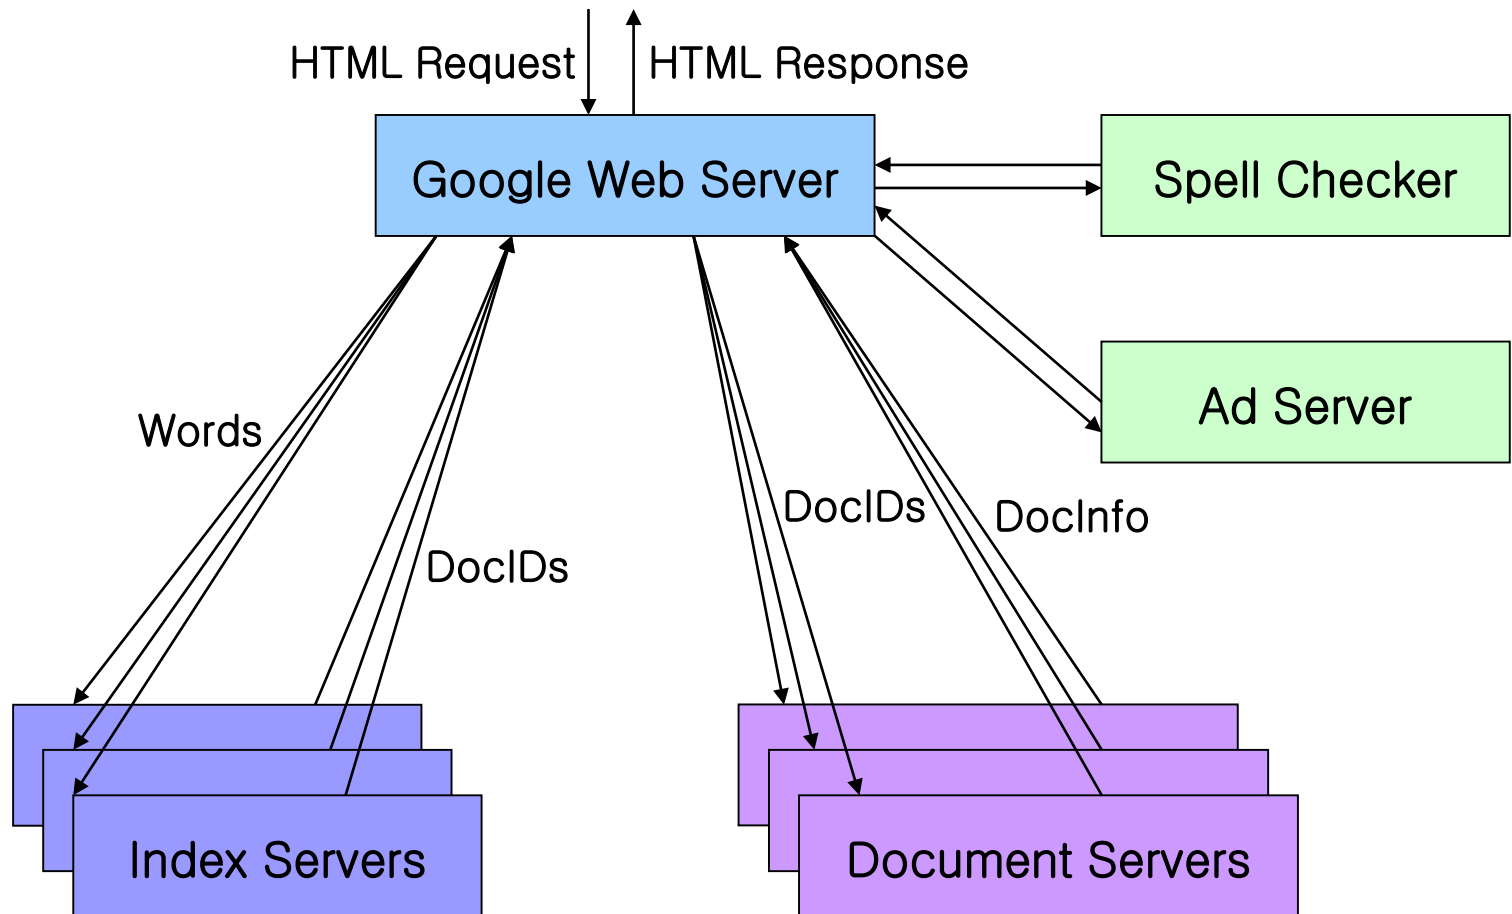 HTML Request
HTML Response
Google Web Server
Spell Checker
Ad Server
Words
DocIDs
DocInfo
DocIDs
Index Servers
Document Servers